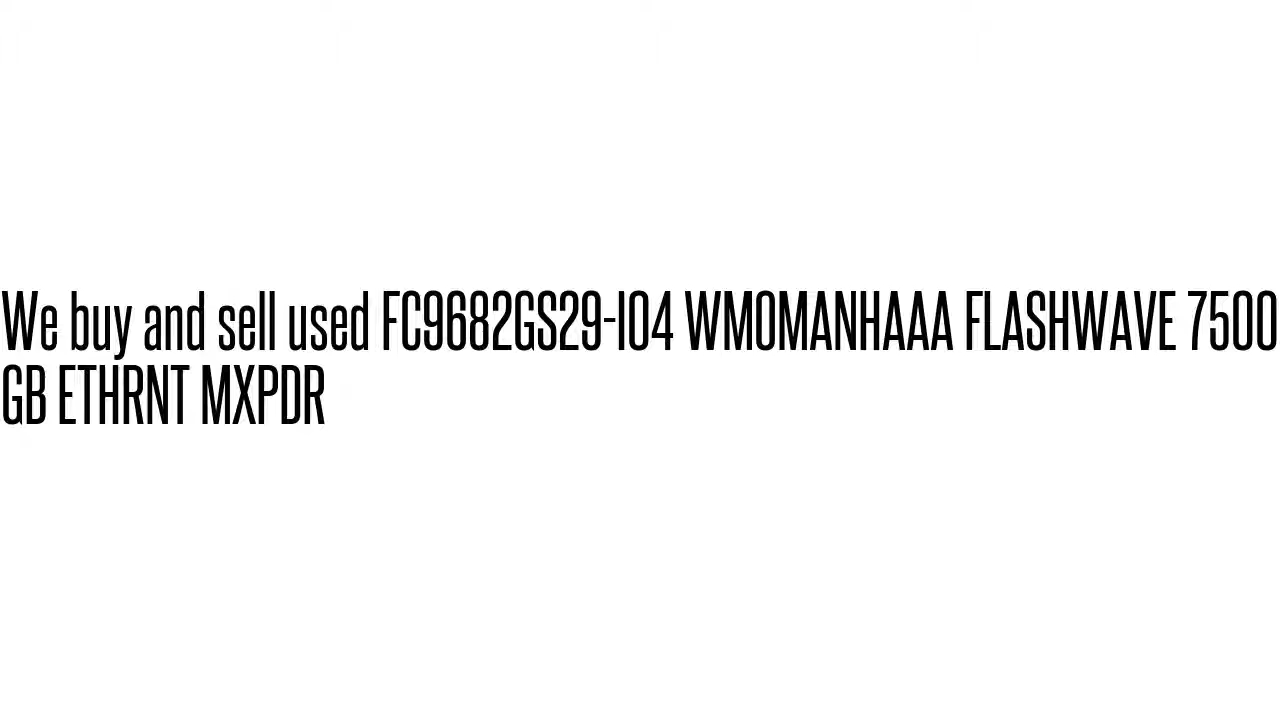 We buy and sell used FC9682GS29-I04 WMOMANHAAA FLASHWAVE 7500
GB ETHRNT MXPDR